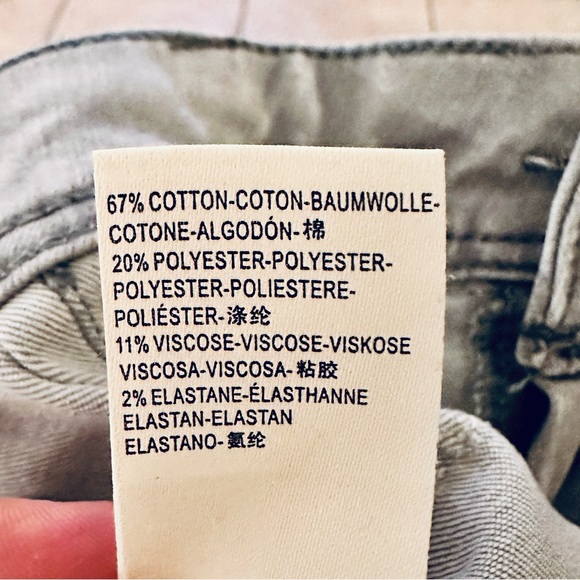 67% COTTON-COTON-BAUMWOLLE-
COTONE-ALGODÓN-棉
20% POLYESTER-POLYESTER-
POLYESTER-POLIESTERE-
POLIÉSTER-涤纶
11% VISCOSE-VISCOSE-VISKOSE
VISCOSA-VISCOSA-粘胶
2% ELASTANE-ÉLASTHANNE
ELASTAN-ELASTAN
ELASTANO-氨纶